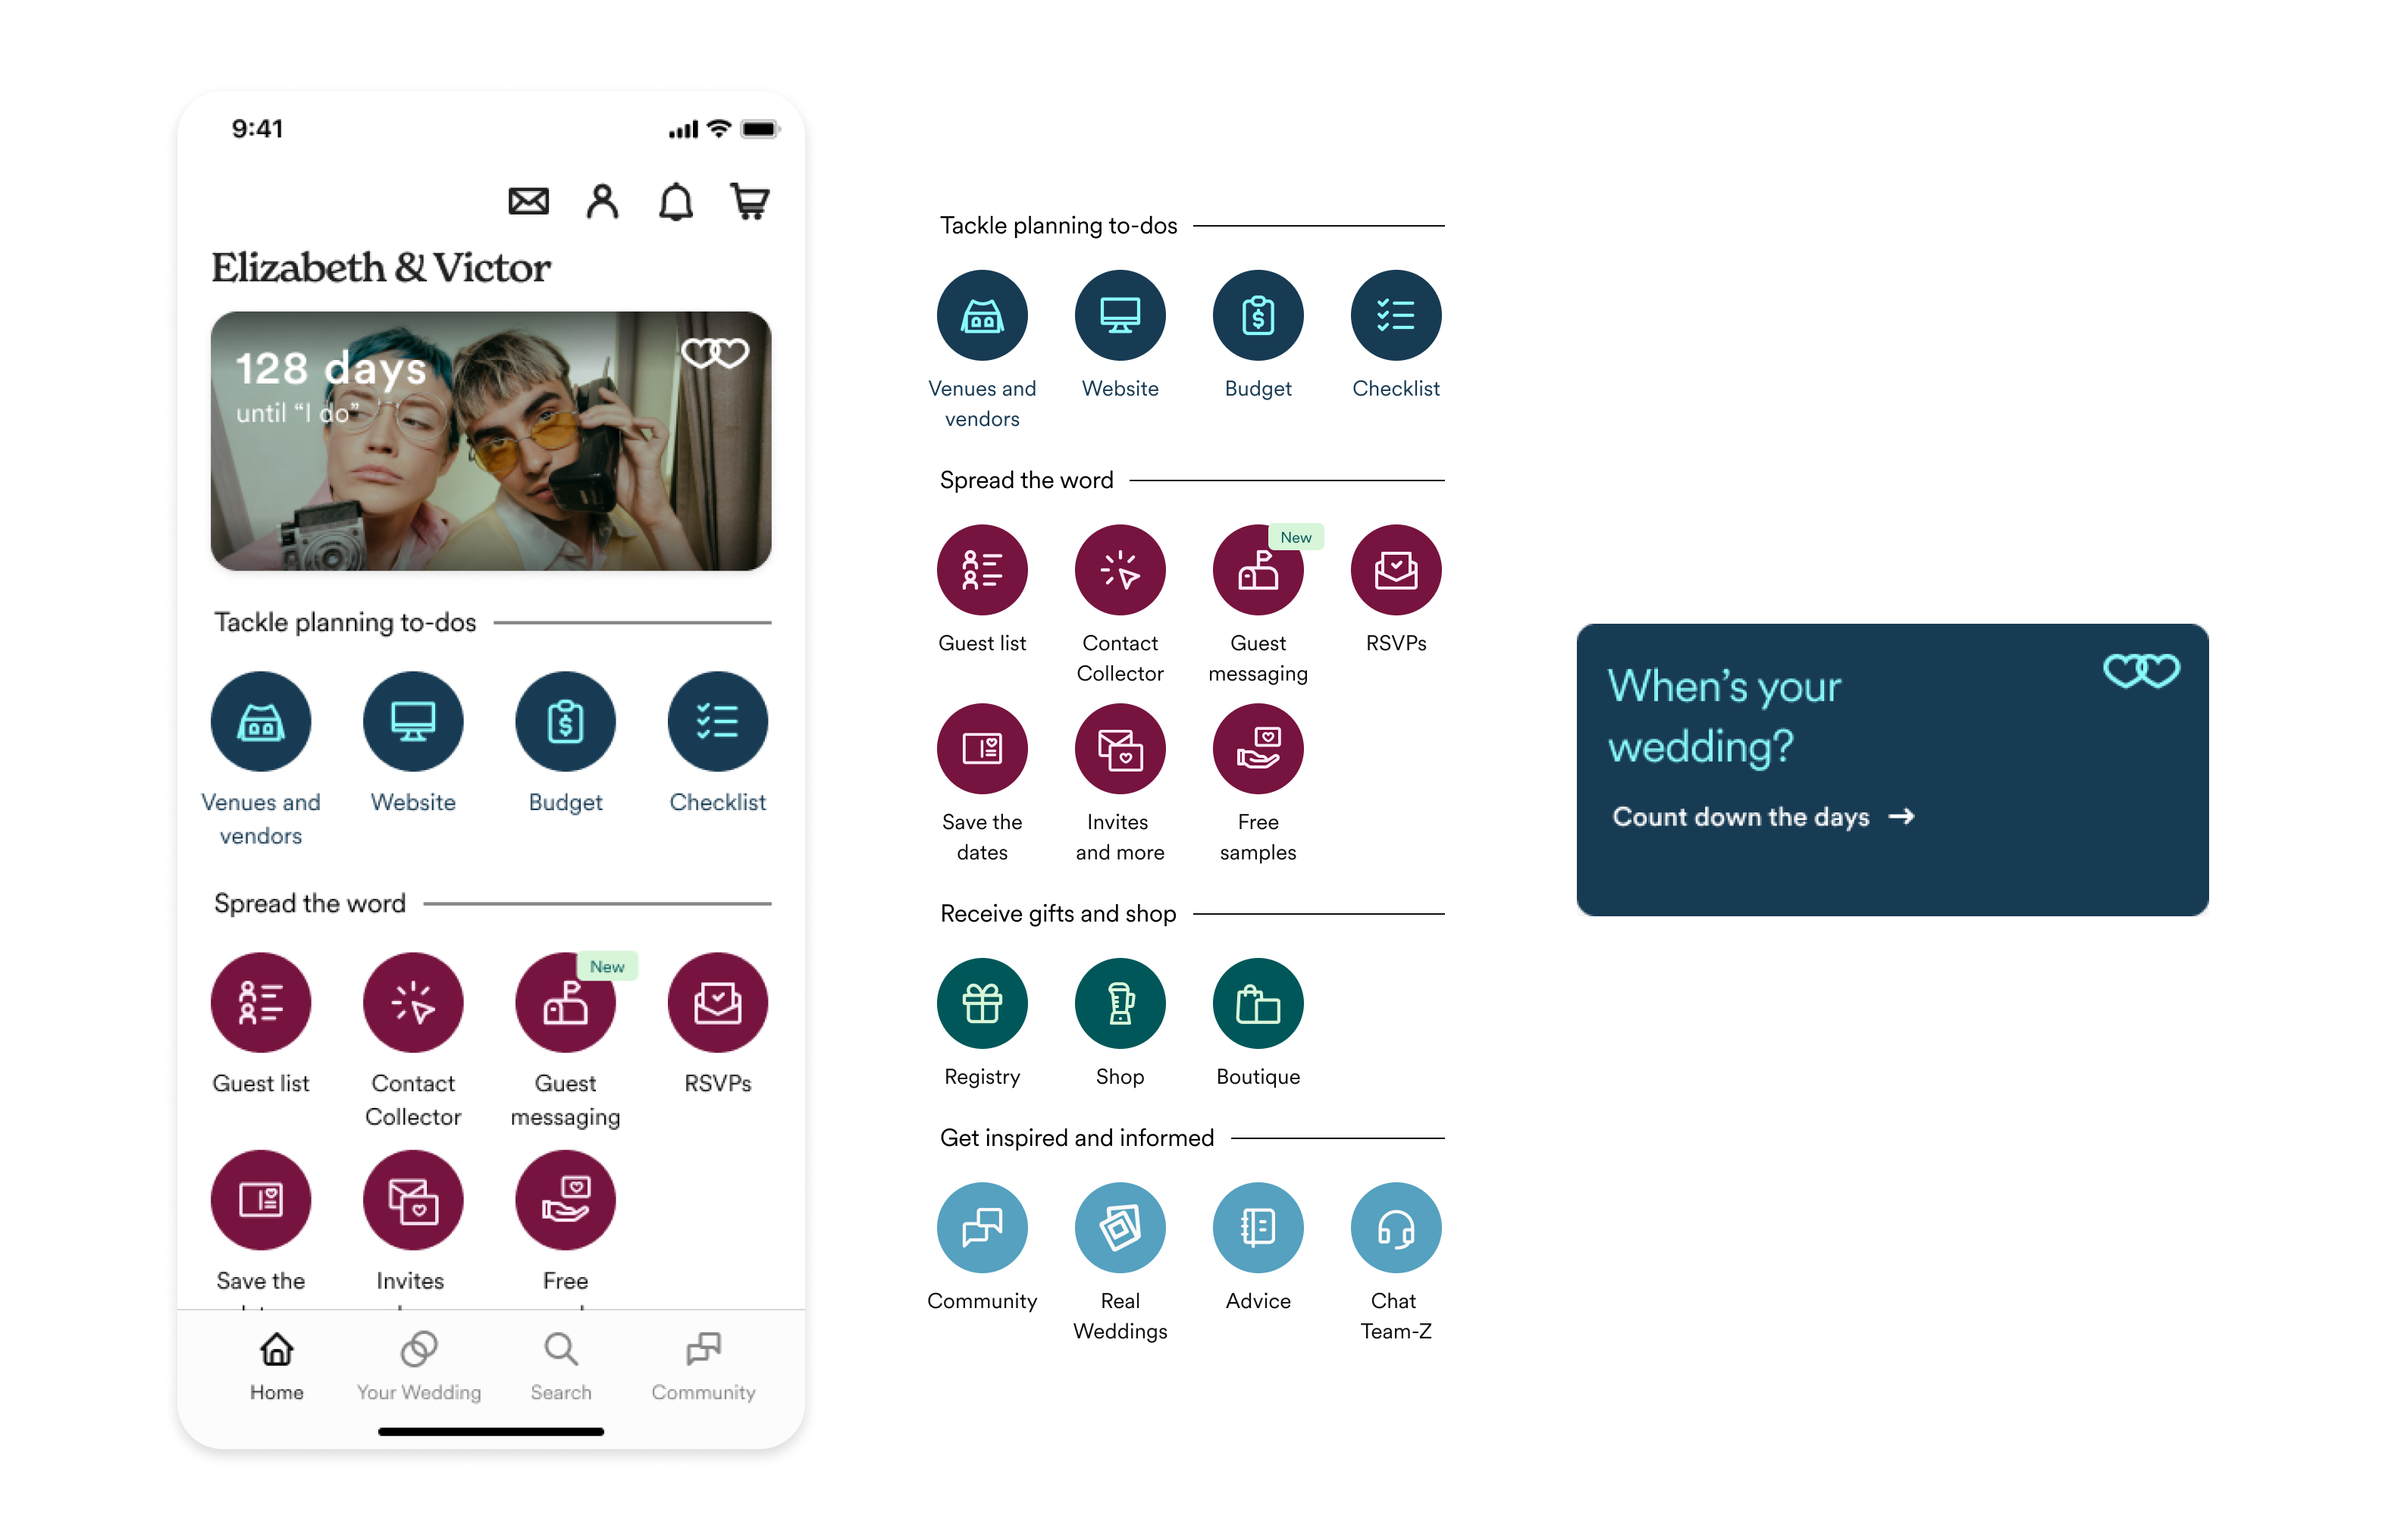 9:41
Elizabeth & Victor
128 days
until “I do”
Tackle planning to-dos
Venues and
vendors
Website
Budget
Checklist
Spread the word
New
Guest list
Contact
Collector
Guest
messaging
RSVPs
Save the
Invites
Free
Home
Your Wedding
Search
Community
Tackle planning to-dos
Venues and
vendors
Website
Budget
Checklist
Spread the word
New
Guest list
Contact
Collector
Guest
messaging
RSVPs
Save the
dates
Invites
and more
Free
samples
Receive gifts and shop
Registry
Shop
Boutique
Get inspired and informed
Community
Real
Weddings
Advice
Chat
Team-Z
When’s your
wedding?
Count down the days →